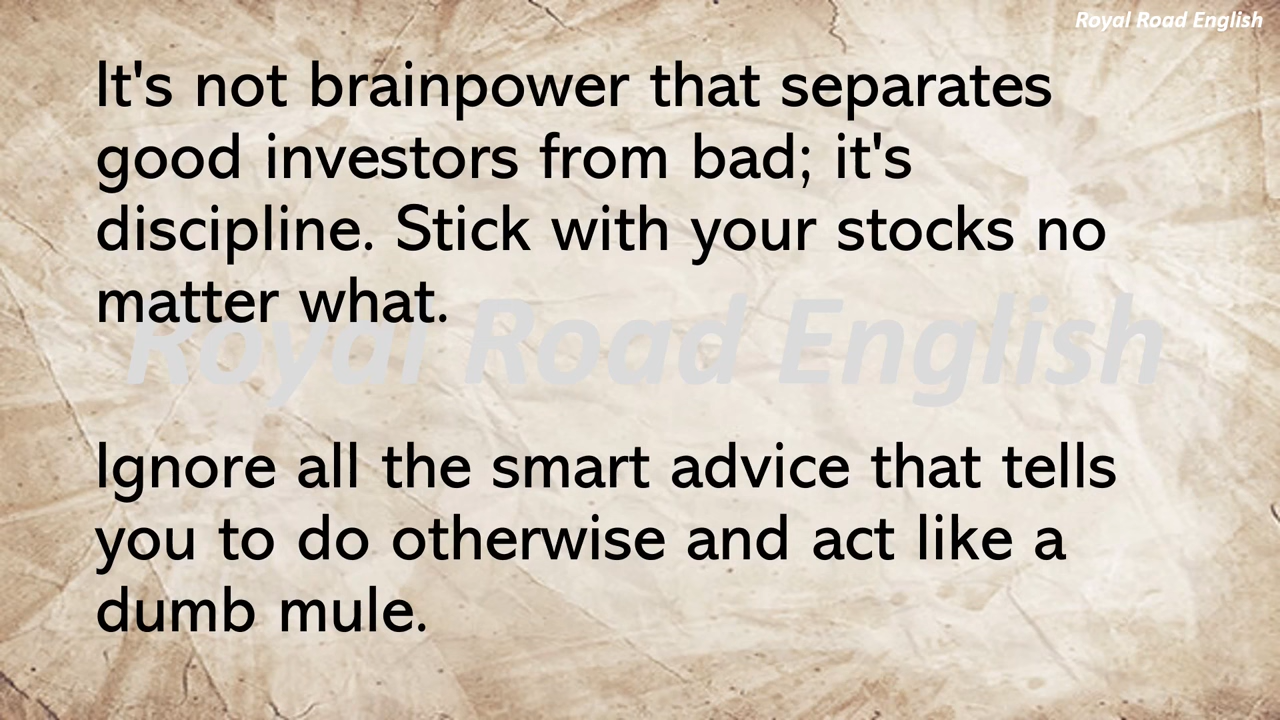 Royal Road English
It's not brainpower that separates
good investors from bad; it's
discipline. Stick with your stocks no
matter what.
Royal Road English
Ignore all the smart advice that tells
you to do otherwise and act like a
dumb mule.